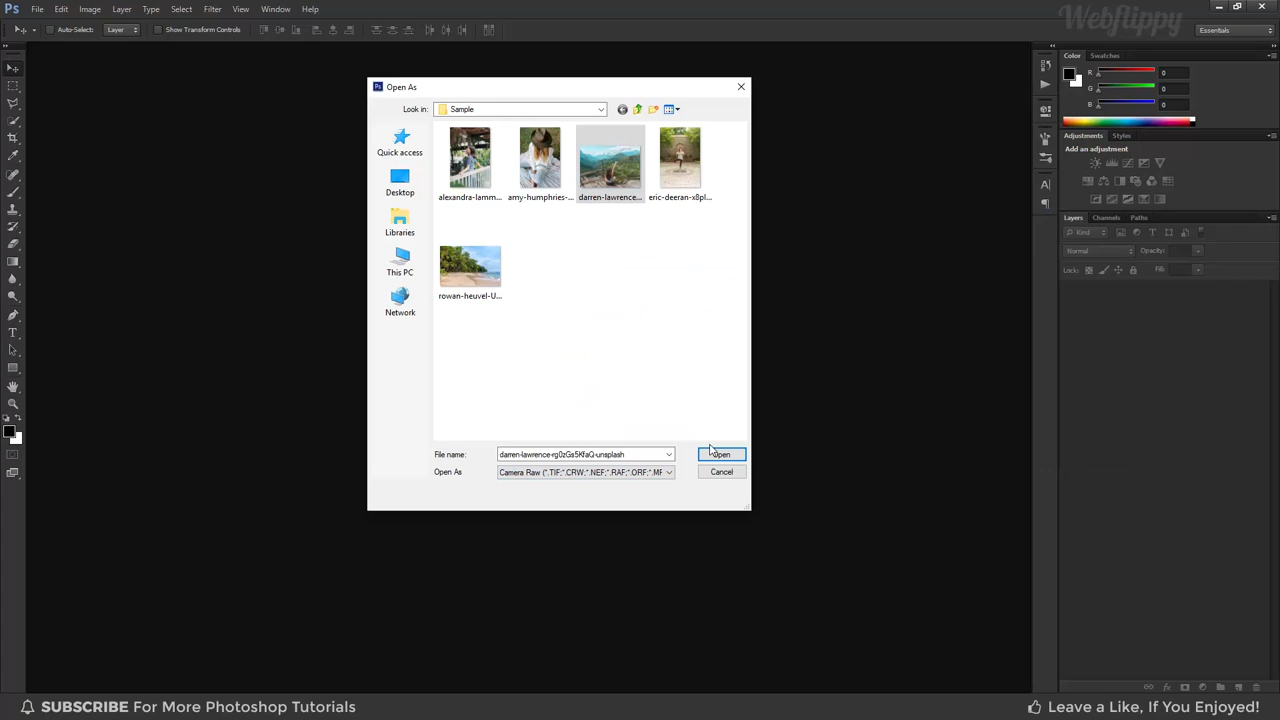 Ps File Edit Image Layer Type Select Filter View Window Help
Webflippy
Auto-Select: Layer Show Transform Controls Essentials
Color Swatches
R 0
G 0
B 0
Adjustments Styles
Add an adjustment
Layers Channels Paths
Kind
Normal Opacity:
Lock: Fill:
Open As
Look in: Sample
Quick access
Desktop
Libraries
This PC
Network
alexandra-lamm... amy-humphries-... darren-lawrence... eric-deeran-x8pl...
rowan-heuvel-U...
File name: darren-lawrence-rg0zGs5KfaQ-unsplash Open
Open As Camera Raw (*.TIF;*.CRW;*.NEF;*.RAF;*.ORF;*.MF Cancel
SUBSCRIBE For More Photoshop Tutorials
Leave a Like, If You Enjoyed!